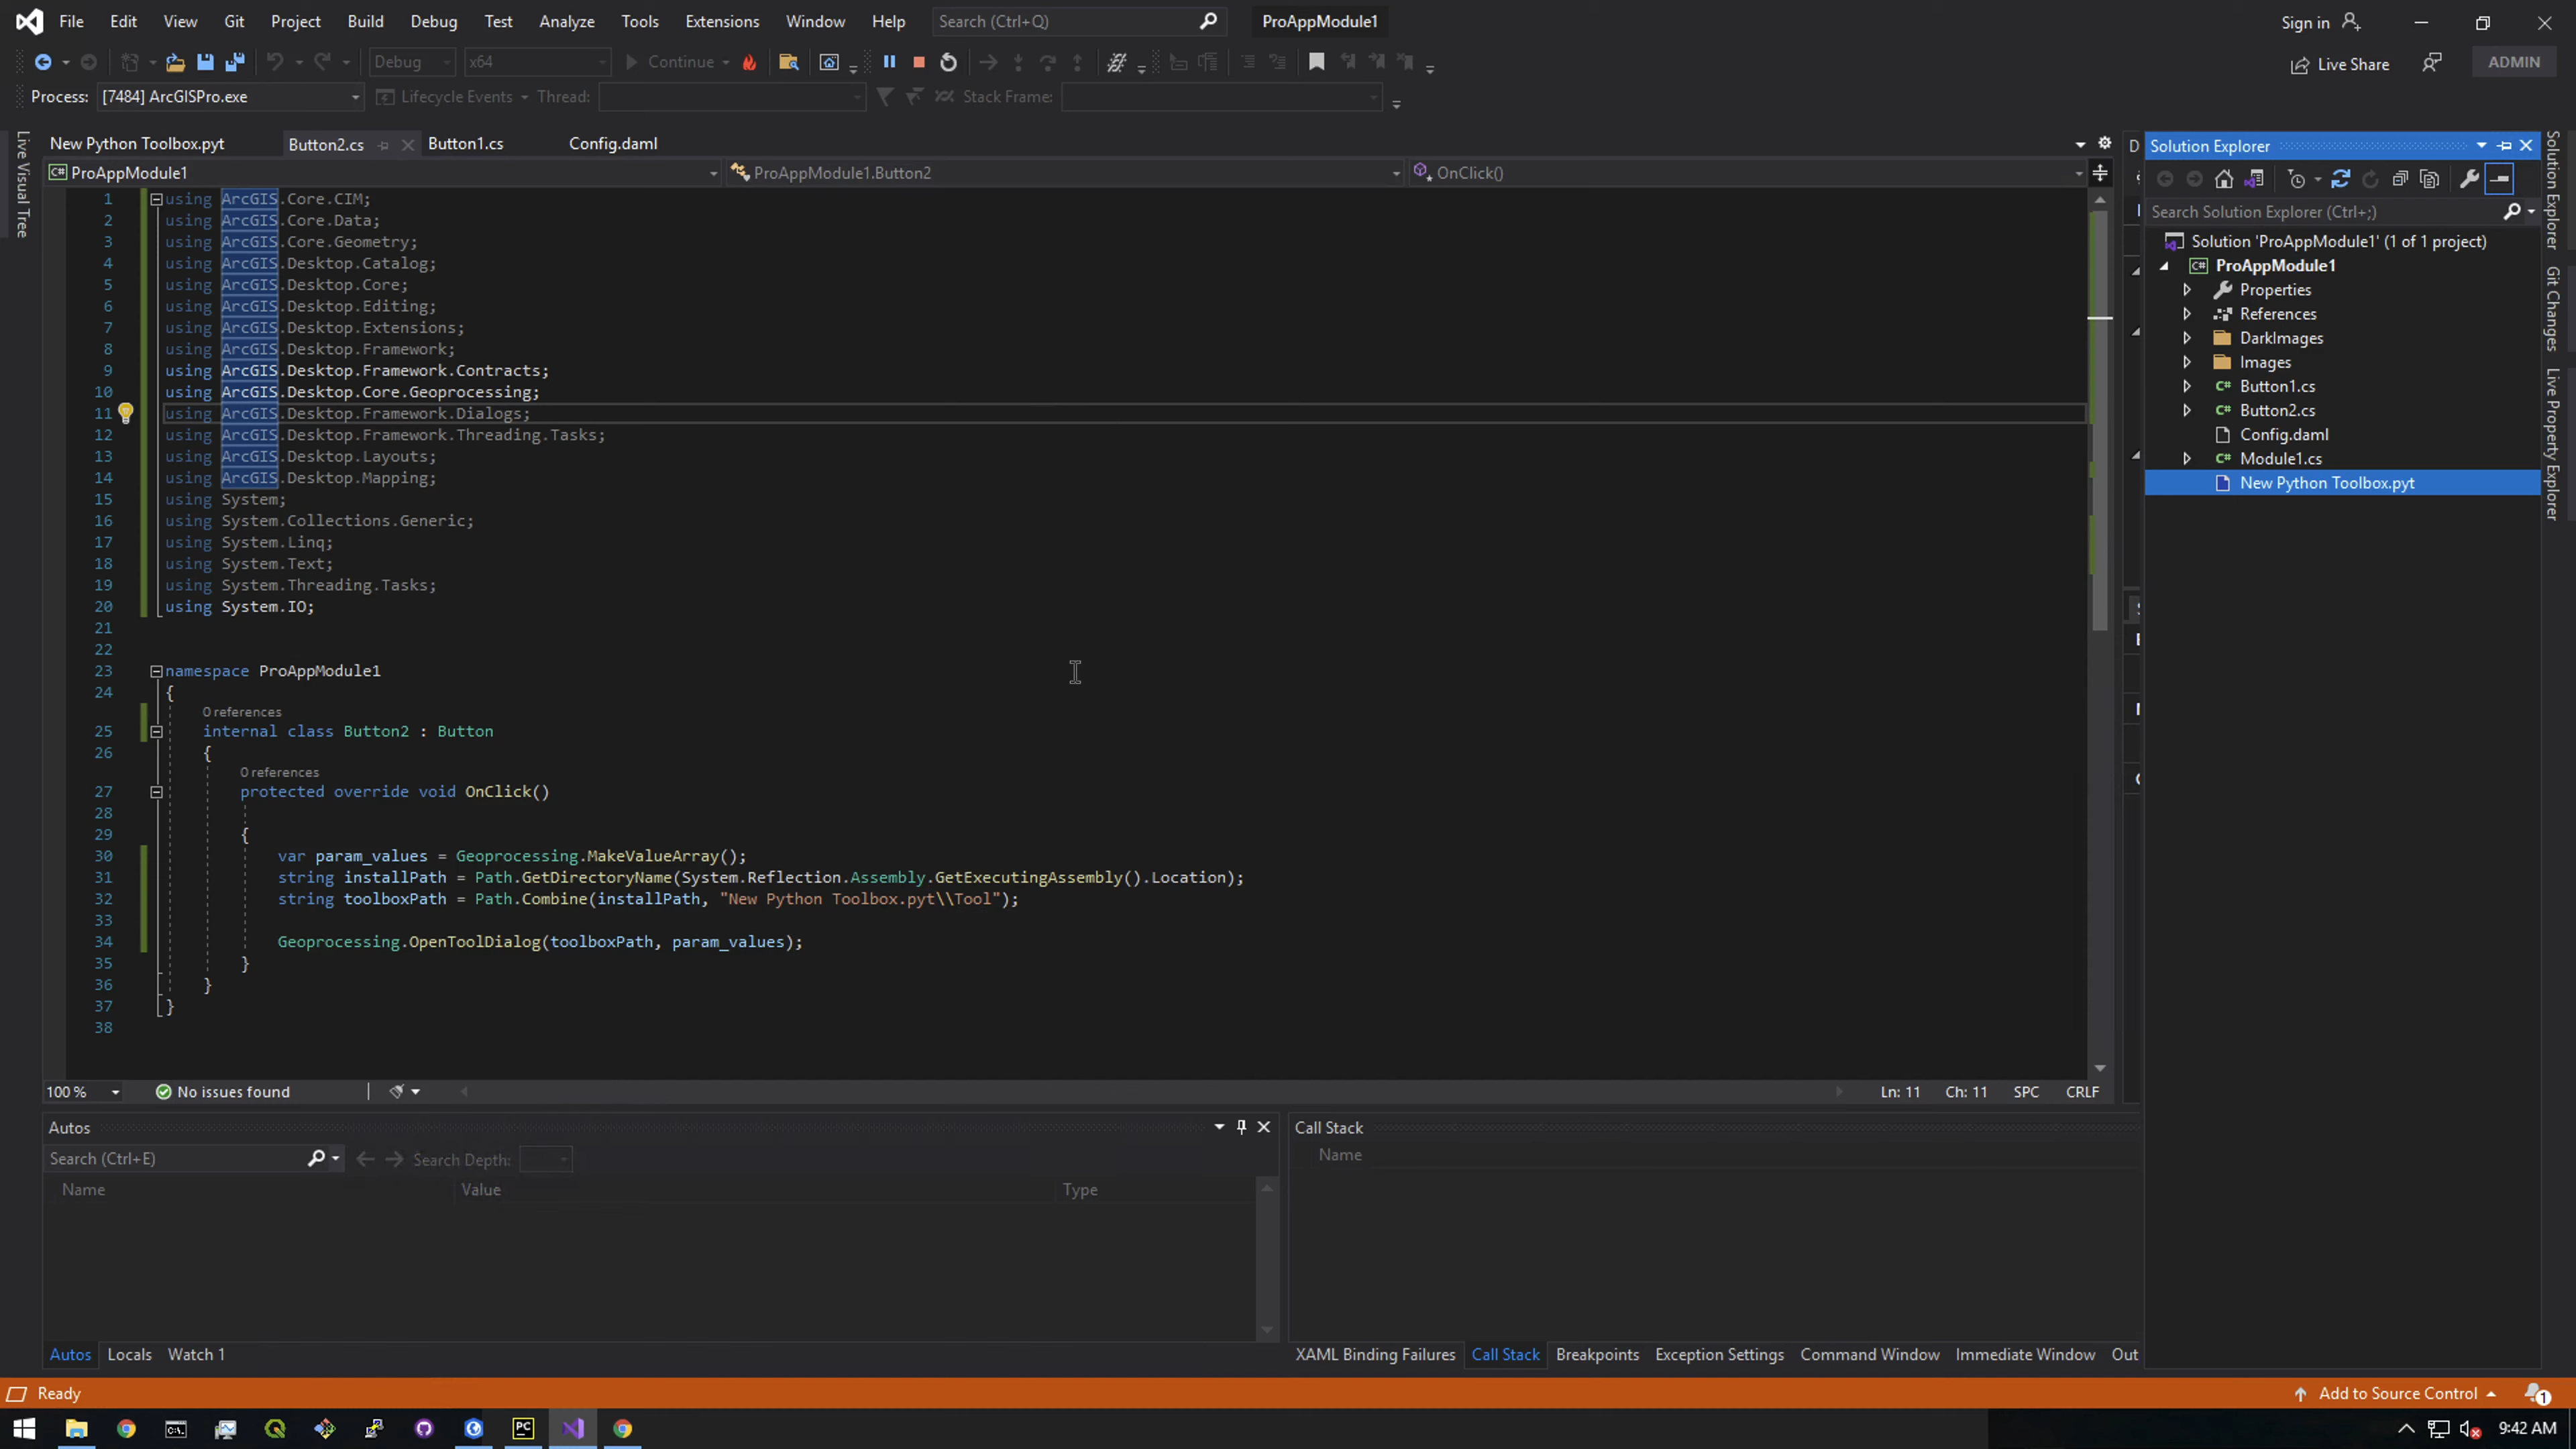 File Edit View Git Project Build Debug Test Analyze Tools Extensions Window Help Search (Ctrl+Q) ProAppModule1 Sign in
Debug x64 Continue Live Share ADMIN
Process: [7484] ArcGISPro.exe Lifecycle Events Thread: Stack Frame:
New Python Toolbox.pyt Button2.cs Button1.cs Config.daml
ProAppModule1 ProAppModule1.Button2 OnClick()
1 using ArcGIS.Core.CIM;
2 using ArcGIS.Core.Data;
3 using ArcGIS.Core.Geometry;
4 using ArcGIS.Desktop.Catalog;
5 using ArcGIS.Desktop.Core;
6 using ArcGIS.Desktop.Editing;
7 using ArcGIS.Desktop.Extensions;
8 using ArcGIS.Desktop.Framework;
9 using ArcGIS.Desktop.Framework.Contracts;
10 using ArcGIS.Desktop.Core.Geoprocessing;
11 using ArcGIS.Desktop.Framework.Dialogs;
12 using ArcGIS.Desktop.Framework.Threading.Tasks;
13 using ArcGIS.Desktop.Layouts;
14 using ArcGIS.Desktop.Mapping;
15 using System;
16 using System.Collections.Generic;
17 using System.Linq;
18 using System.Text;
19 using System.Threading.Tasks;
20 using System.IO;
21
22
23 namespace ProAppModule1
24 {
0 references
25 internal class Button2 : Button
26 {
0 references
27 protected override void OnClick()
28
29 {
30 var param_values = Geoprocessing.MakeValueArray();
31 string installPath = Path.GetDirectoryName(System.Reflection.Assembly.GetExecutingAssembly().Location);
32 string toolboxPath = Path.Combine(installPath, "New Python Toolbox.pyt\\Tool");
33
34 Geoprocessing.OpenToolDialog(toolboxPath, param_values);
35 }
36 }
37 }
38
100 % No issues found Ln: 11 Ch: 11 SPC CRLF
Live Visual Tree
Solution Explorer
Search Solution Explorer (Ctrl+;)
Solution 'ProAppModule1' (1 of 1 project)
ProAppModule1
Properties
References
DarkImages
Images
Button1.cs
Button2.cs
Config.daml
Module1.cs
New Python Toolbox.pyt
Solution Explorer
Git Changes
Live Property Explorer
Autos
Search (Ctrl+E) Search Depth:
Name Value Type
Autos Locals Watch 1
Call Stack
Name
XAML Binding Failures Call Stack Breakpoints Exception Settings Command Window Immediate Window Out
Ready Add to Source Control 1
PC 9:42 AM